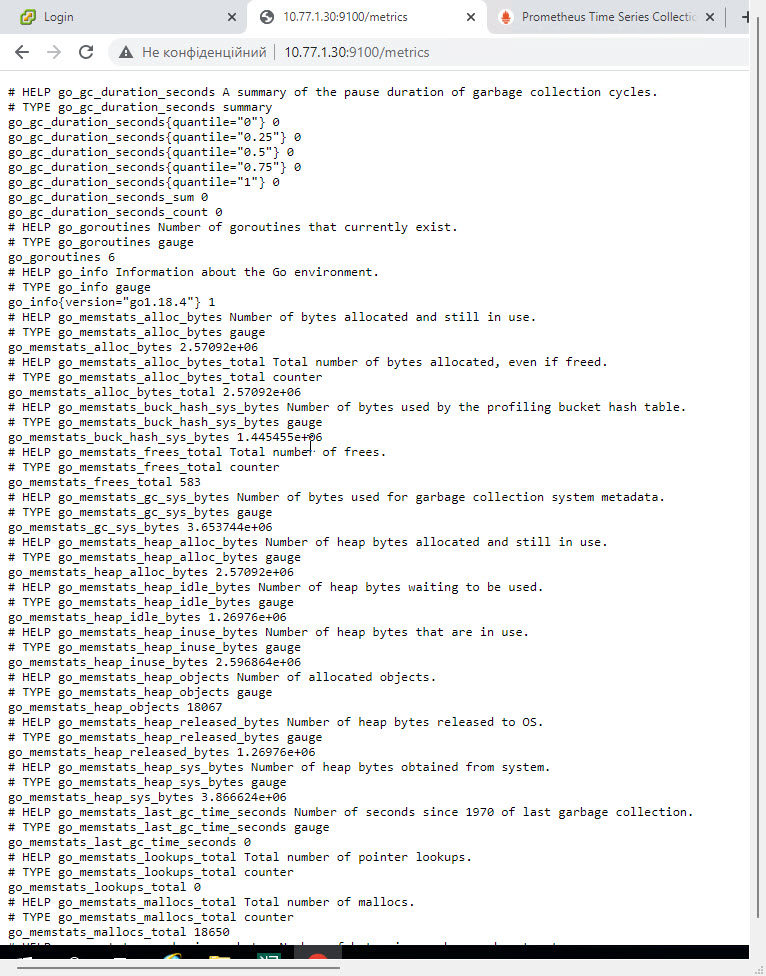 Login
10.77.1.30:9100/metrics
Prometheus Time Series Collectio
Не конфіденційний
10.77.1.30:9100/metrics
# HELP go_gc_duration_seconds A summary of the pause duration of garbage collection cycles.
# TYPE go_gc_duration_seconds summary
go_gc_duration_seconds{quantile="0"} 0
go_gc_duration_seconds{quantile="0.25"} 0
go_gc_duration_seconds{quantile="0.5"} 0
go_gc_duration_seconds{quantile="0.75"} 0
go_gc_duration_seconds{quantile="1"} 0
go_gc_duration_seconds_sum 0
go_gc_duration_seconds_count 0
# HELP go_goroutines Number of goroutines that currently exist.
# TYPE go_goroutines gauge
go_goroutines 6
# HELP go_info Information about the Go environment.
# TYPE go_info gauge
go_info{version="go1.18.4"} 1
# HELP go_memstats_alloc_bytes Number of bytes allocated and still in use.
# TYPE go_memstats_alloc_bytes gauge
go_memstats_alloc_bytes 2.57092e+06
# HELP go_memstats_alloc_bytes_total Total number of bytes allocated, even if freed.
# TYPE go_memstats_alloc_bytes_total counter
go_memstats_alloc_bytes_total 2.57092e+06
# HELP go_memstats_buck_hash_sys_bytes Number of bytes used by the profiling bucket hash table.
# TYPE go_memstats_buck_hash_sys_bytes gauge
go_memstats_buck_hash_sys_bytes 1.445455e+06
# HELP go_memstats_frees_total Total number of frees.
# TYPE go_memstats_frees_total counter
go_memstats_frees_total 583
# HELP go_memstats_gc_sys_bytes Number of bytes used for garbage collection system metadata.
# TYPE go_memstats_gc_sys_bytes gauge
go_memstats_gc_sys_bytes 3.653744e+06
# HELP go_memstats_heap_alloc_bytes Number of heap bytes allocated and still in use.
# TYPE go_memstats_heap_alloc_bytes gauge
go_memstats_heap_alloc_bytes 2.57092e+06
# HELP go_memstats_heap_idle_bytes Number of heap bytes waiting to be used.
# TYPE go_memstats_heap_idle_bytes gauge
go_memstats_heap_idle_bytes 1.26976e+06
# HELP go_memstats_heap_inuse_bytes Number of heap bytes that are in use.
# TYPE go_memstats_heap_inuse_bytes gauge
go_memstats_heap_inuse_bytes 2.596864e+06
# HELP go_memstats_heap_objects Number of allocated objects.
# TYPE go_memstats_heap_objects gauge
go_memstats_heap_objects 18067
# HELP go_memstats_heap_released_bytes Number of heap bytes released to OS.
# TYPE go_memstats_heap_released_bytes gauge
go_memstats_heap_released_bytes 1.26976e+06
# HELP go_memstats_heap_sys_bytes Number of heap bytes obtained from system.
# TYPE go_memstats_heap_sys_bytes gauge
go_memstats_heap_sys_bytes 3.866624e+06
# HELP go_memstats_last_gc_time_seconds Number of seconds since 1970 of last garbage collection.
# TYPE go_memstats_last_gc_time_seconds gauge
go_memstats_last_gc_time_seconds 0
# HELP go_memstats_lookups_total Total number of pointer lookups.
# TYPE go_memstats_lookups_total counter
go_memstats_lookups_total 0
# HELP go_memstats_mallocs_total Total number of mallocs.
# TYPE go_memstats_mallocs_total counter
go_memstats_mallocs_total 18650